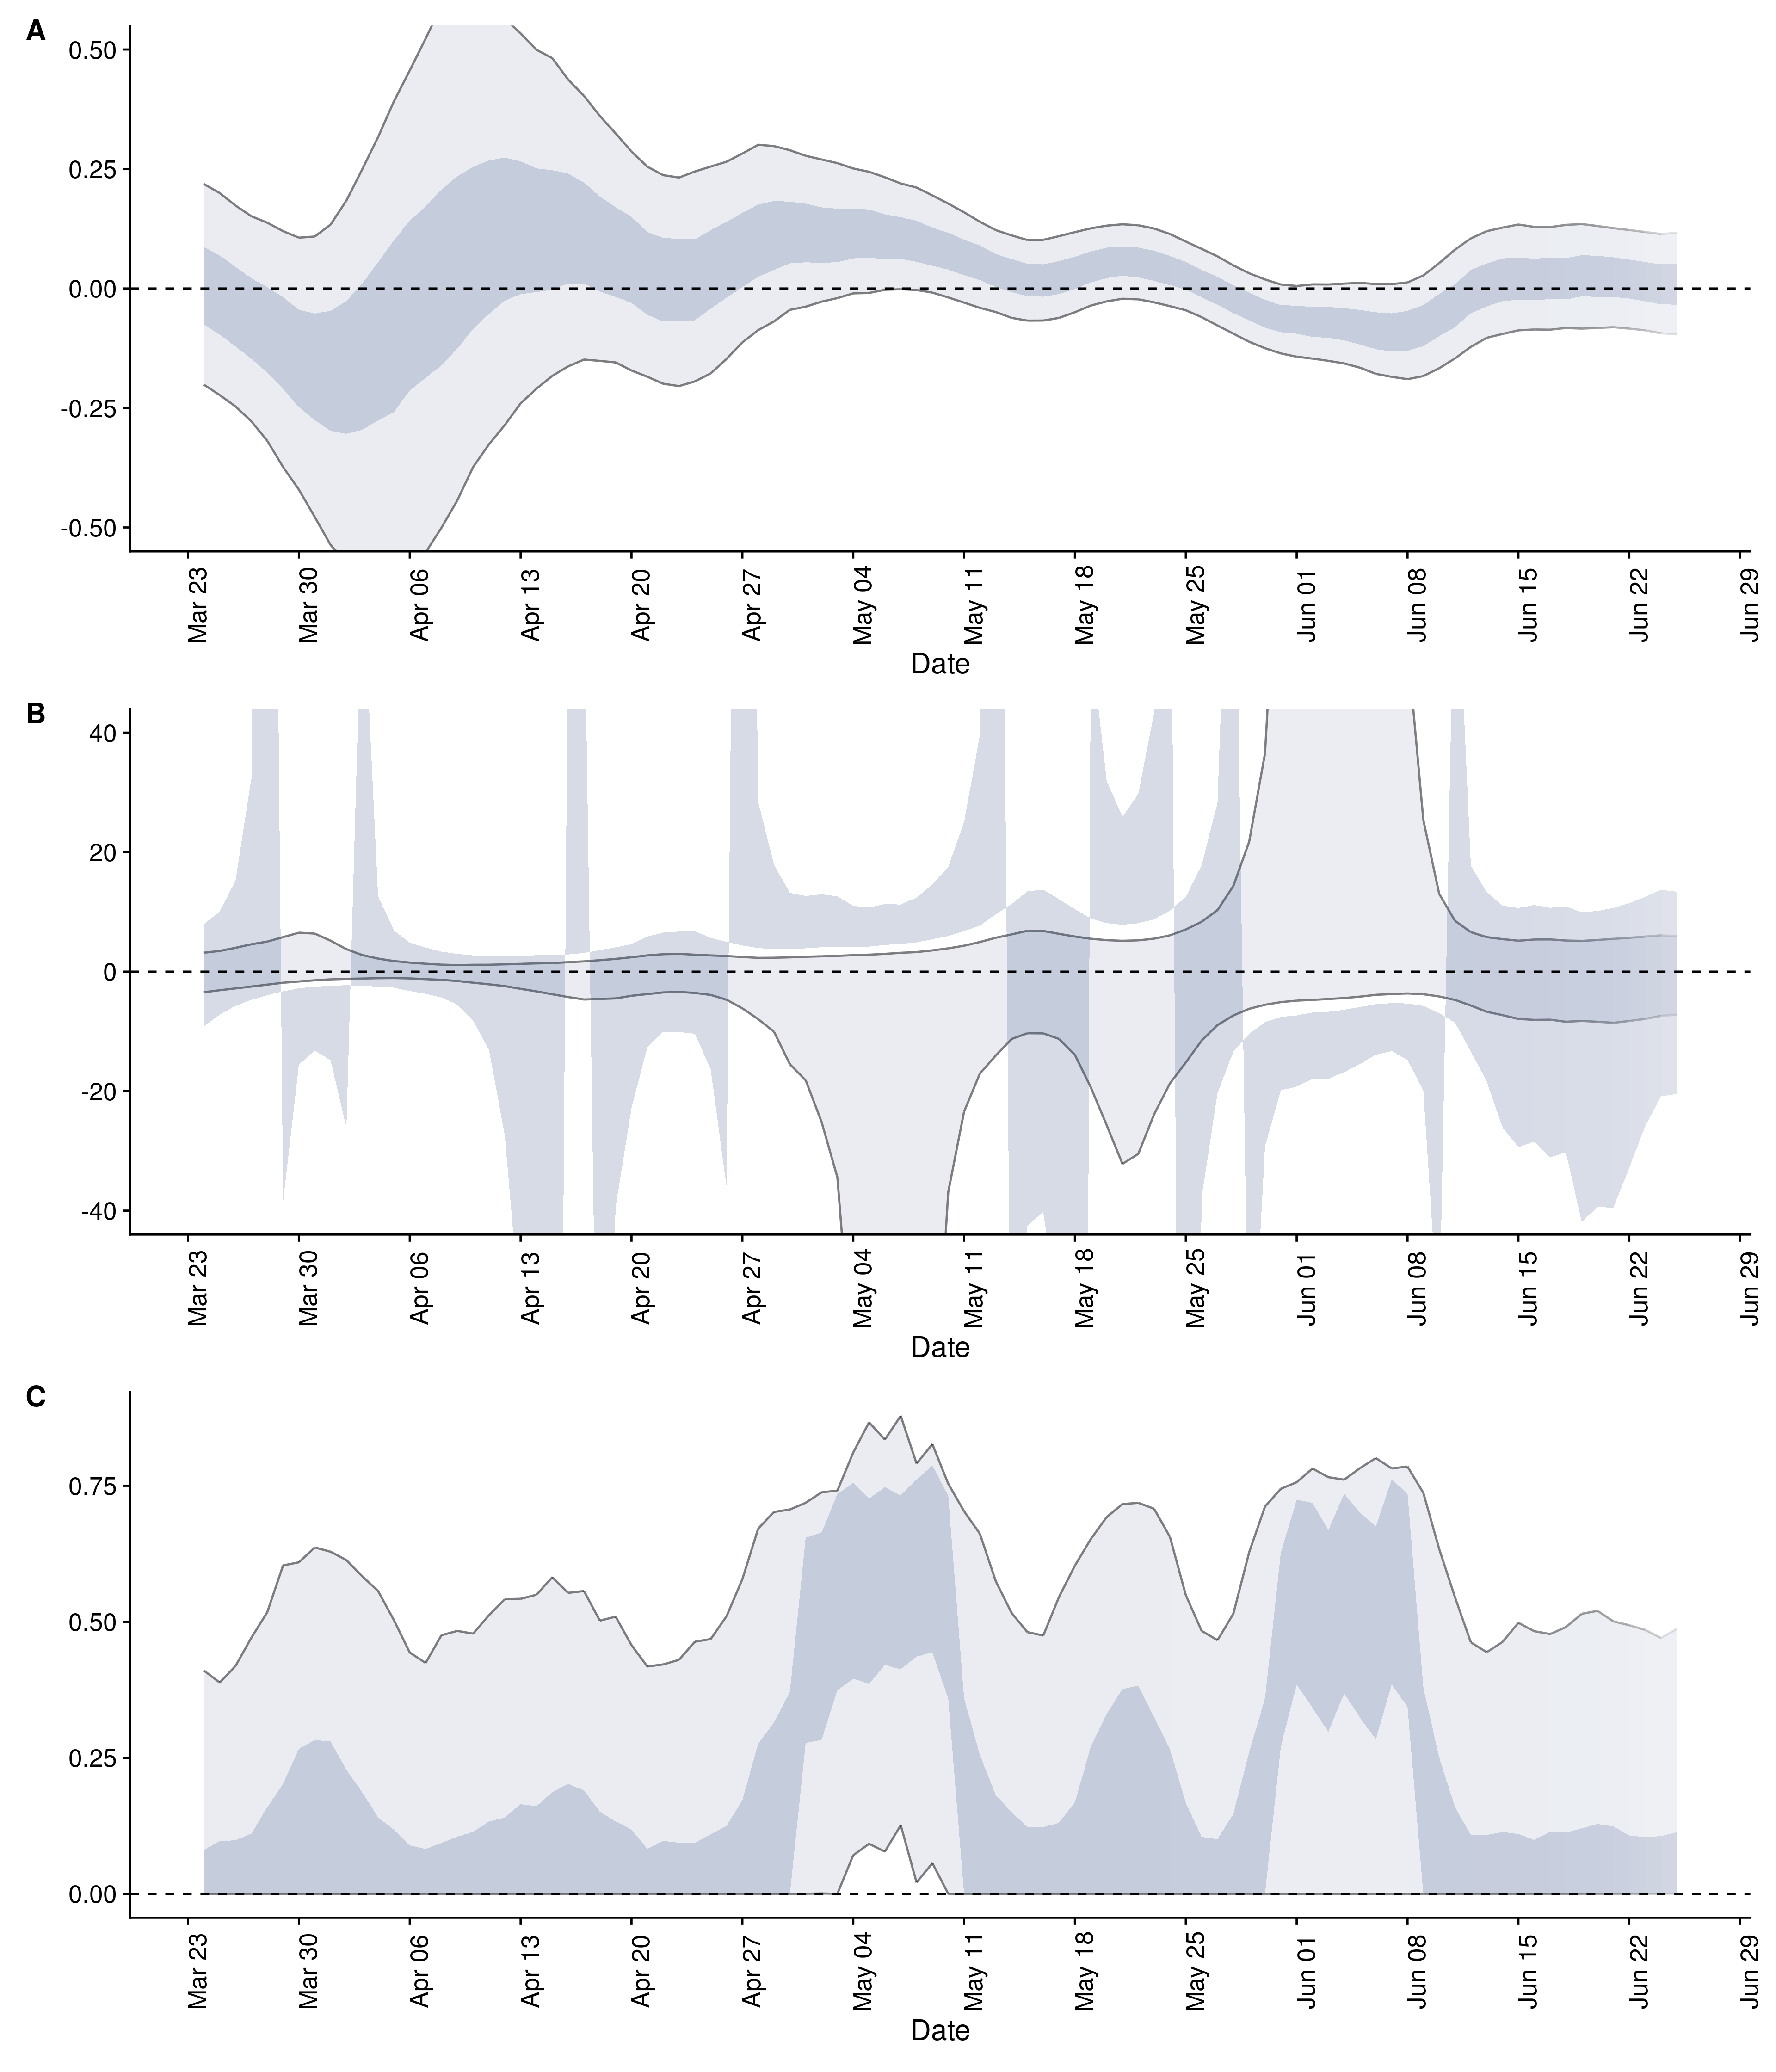 A
0.50
0.25
0.00
-0.25
-0.50
Mar 23
Mar 30
Apr 06
Apr 13
Apr 20
Apr 27
May 04
May 11
May 18
May 25
Jun 01
Jun 08
Jun 15
Jun 22
Jun 29
Date
B
40
20
0
-20
-40
Mar 23
Mar 30
Apr 06
Apr 13
Apr 20
Apr 27
May 04
May 11
May 18
May 25
Jun 01
Jun 08
Jun 15
Jun 22
Jun 29
Date
C
0.75
0.50
0.25
0.00
Mar 23
Mar 30
Apr 06
Apr 13
Apr 20
Apr 27
May 04
May 11
May 18
May 25
Jun 01
Jun 08
Jun 15
Jun 22
Jun 29
Date